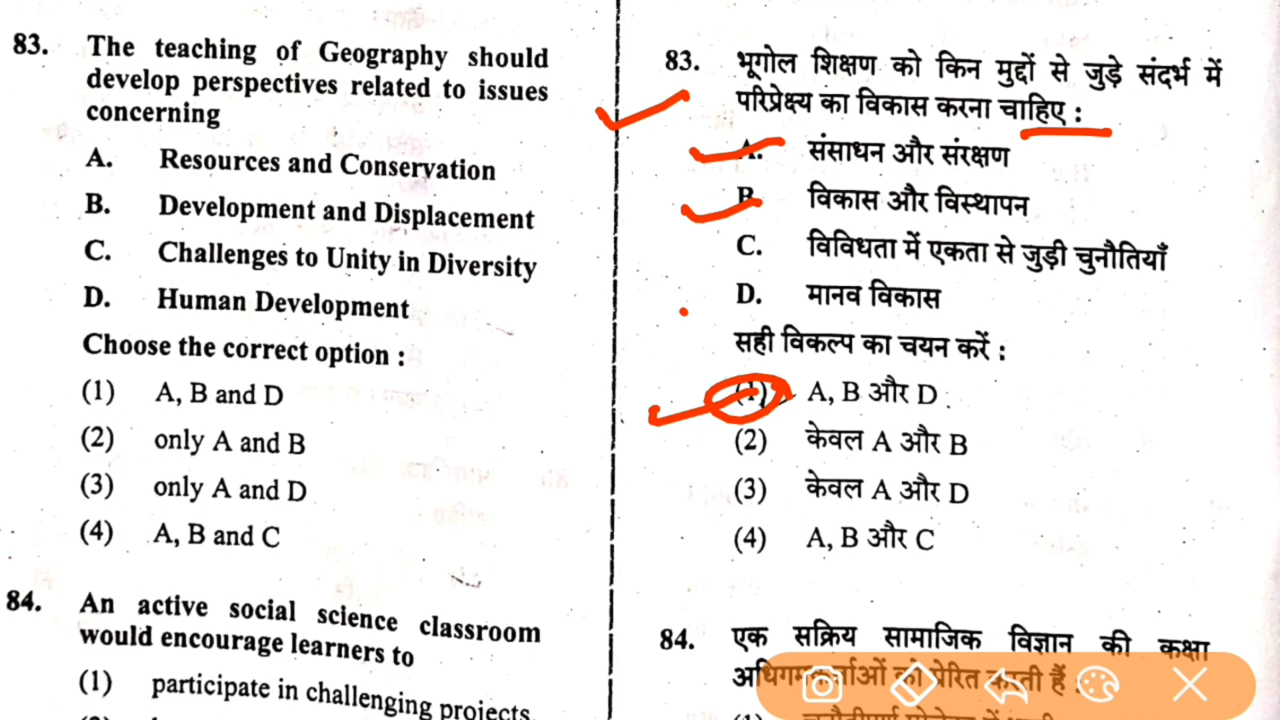 83. The teaching of Geography should
develop perspectives related to issues
concerning
A. Resources and Conservation
B. Development and Displacement
C. Challenges to Unity in Diversity
D. Human Development
Choose the correct option :
(1) A, B and D
(2) only A and B
(3) only A and D
(4) A, B and C
84. An active social science classroom
would encourage learners to
(1) participate in challenging projects.
83. भूगोल शिक्षण को किन मुद्दों से जुड़े संदर्भ में
परिप्रेक्ष्य का विकास करना चाहिए :
A. संसाधन और संरक्षण
B. विकास और विस्थापन
C. विविधता में एकता से जुड़ी चुनौतियाँ
D. मानव विकास
सही विकल्प का चयन करें :
(1) A, B और D
(2) केवल A और B
(3) केवल A और D
(4) A, B और C
84. एक सक्रिय सामाजिक विज्ञान की कक्षा
को प्रेरित करती हैं :